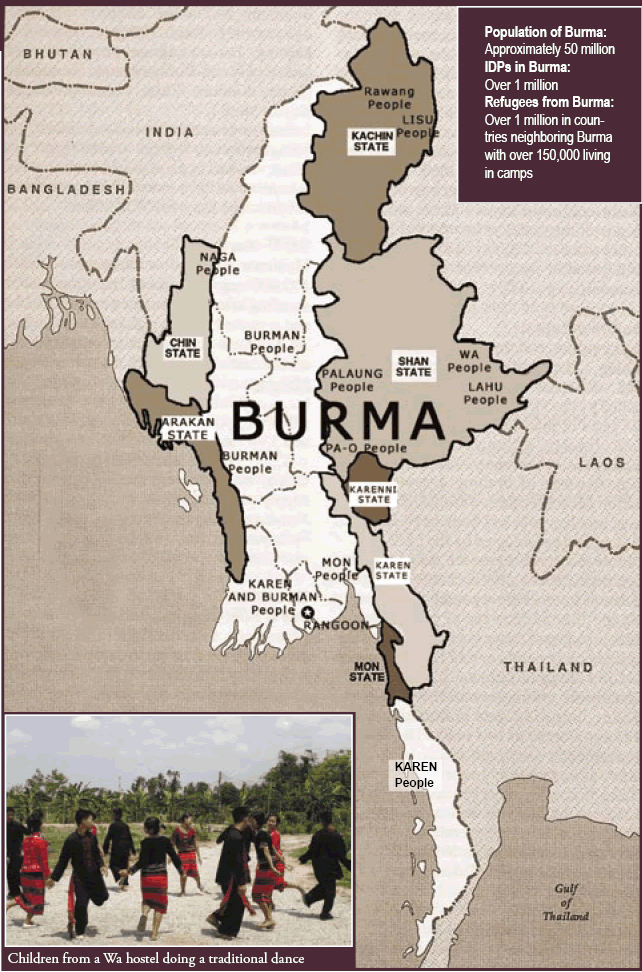 Population of Burma:
Approximately 50 million
IDPs in Burma:
Over 1 million
Refugees from Burma:
Over 1 million in coun-
tries neighboring Burma
with over 150,000 living
in camps
BHUTAN
INDIA
BANGLADESH
Rawang
People
LISU
People
KACHIN
STATE
NAGA
People
CHIN
STATE
BURMAN
People
SHAN
STATE
WA
People
PALAUNG
People
LAHU
People
ARAKAN
STATE
BURMA
PA-O People
BURMAN
People
LAOS
KARENNI
STATE
MON
People
KAREN
STATE
KAREN
AND BURMAN
People
RANGOON
MON
STATE
THAILAND
KAREN
People
Gulf
of
Thailand
Children from a Wa hostel doing a traditional dance